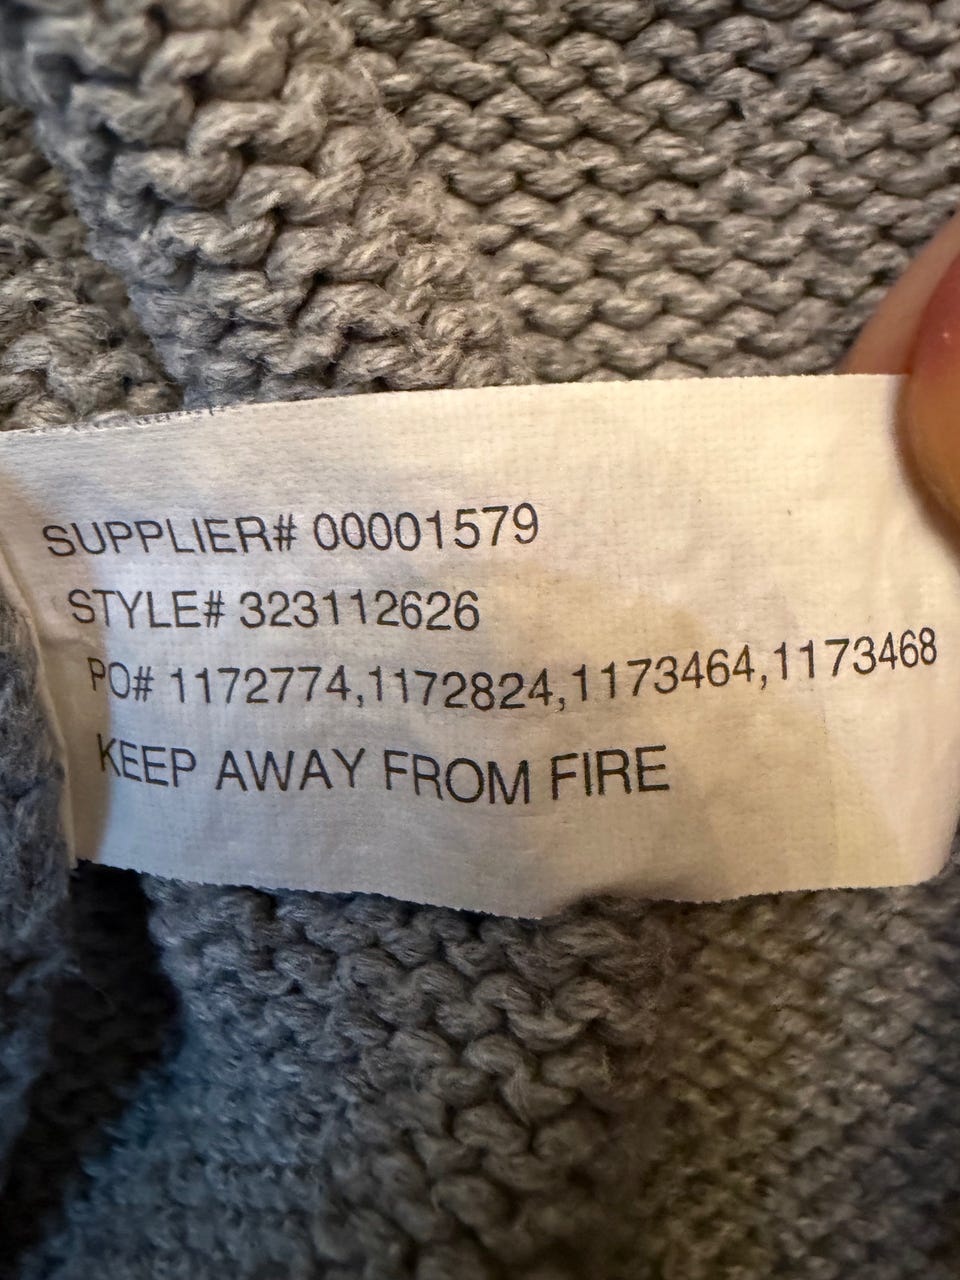 SUPPLIER# 00001579
STYLE# 323112626
PO# 1172774,1172824,1173464,1173468
KEEP AWAY FROM FIRE